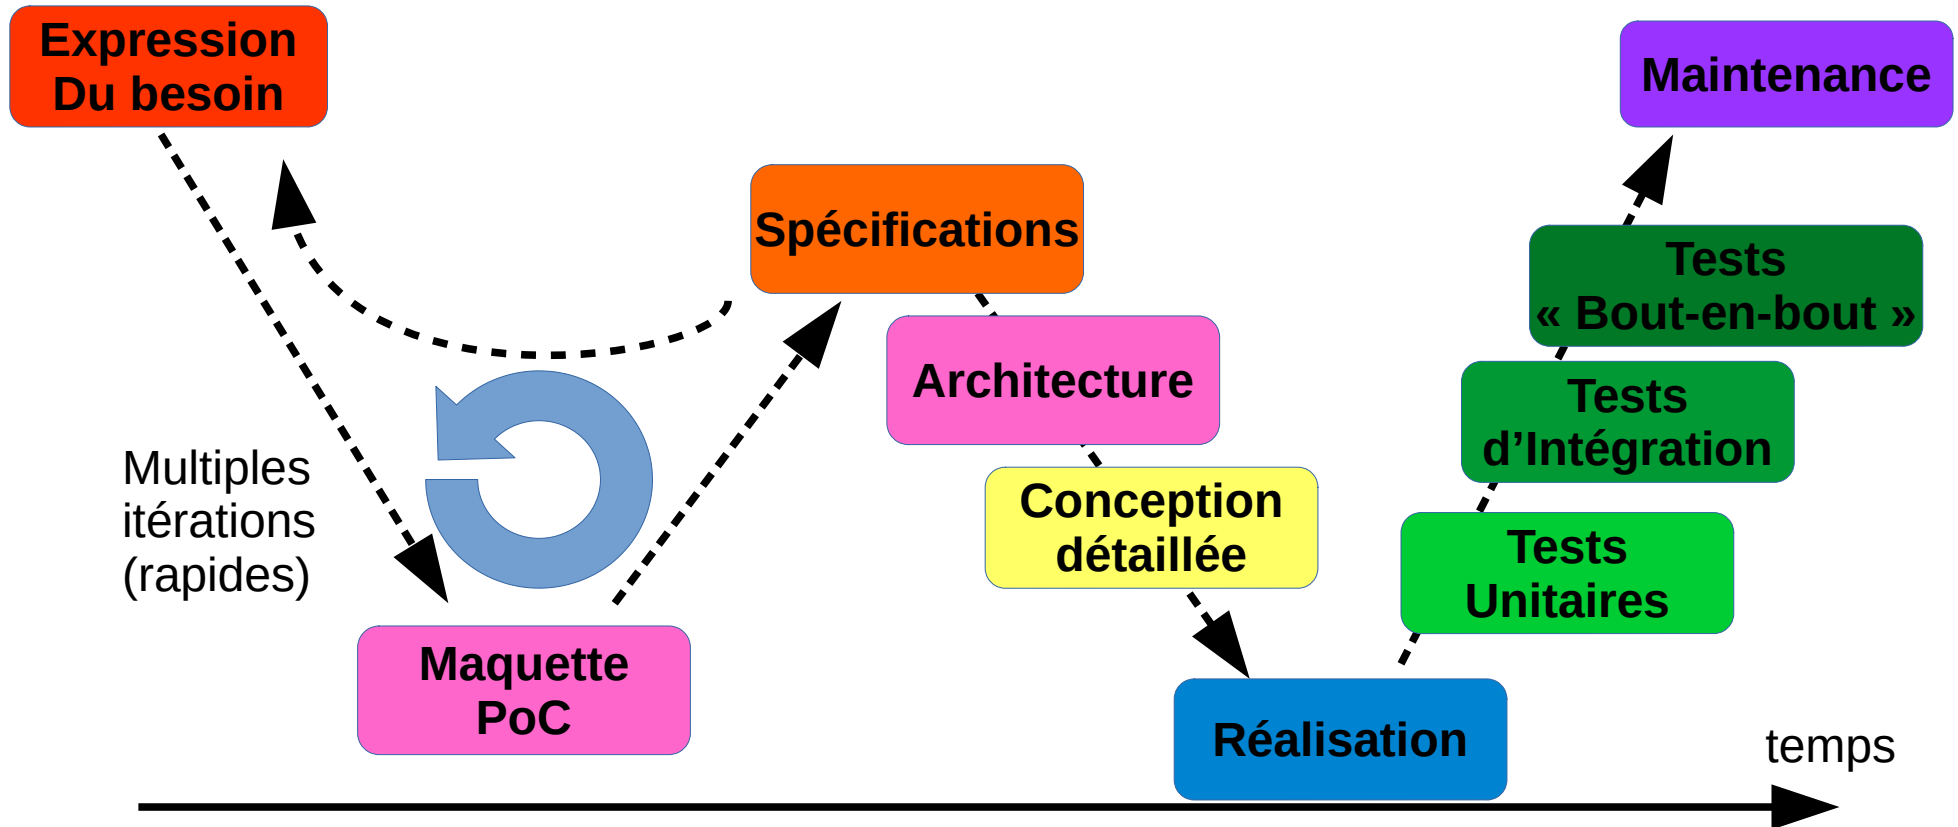 Expression
Du besoin
Maintenance
Spécifications
Tests
« Bout-en-bout »
Architecture
Tests
d’Intégration
Multiples
itérations
(rapides)
Conception
détaillée
Tests
Unitaires
Maquette
PoC
Réalisation
temps